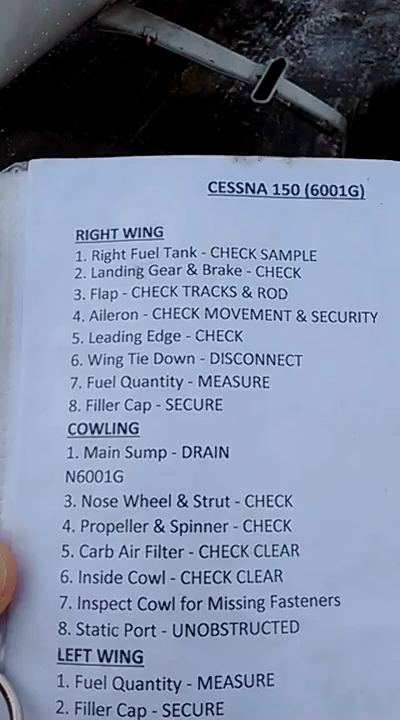 CESSNA 150 (6001G)
RIGHT WING
1. Right Fuel Tank - CHECK SAMPLE
2. Landing Gear & Brake - CHECK
3. Flap - CHECK TRACKS & ROD
4. Aileron - CHECK MOVEMENT & SECURITY
5. Leading Edge - CHECK
6. Wing Tie Down - DISCONNECT
7. Fuel Quantity - MEASURE
8. Filler Cap - SECURE
COWLING
1. Main Sump - DRAIN
N6001G
3. Nose Wheel & Strut - CHECK
4. Propeller & Spinner - CHECK
5. Carb Air Filter - CHECK CLEAR
6. Inside Cowl - CHECK CLEAR
7. Inspect Cowl for Missing Fasteners
8. Static Port - UNOBSTRUCTED
LEFT WING
1. Fuel Quantity - MEASURE
2. Filler Cap - SECURE